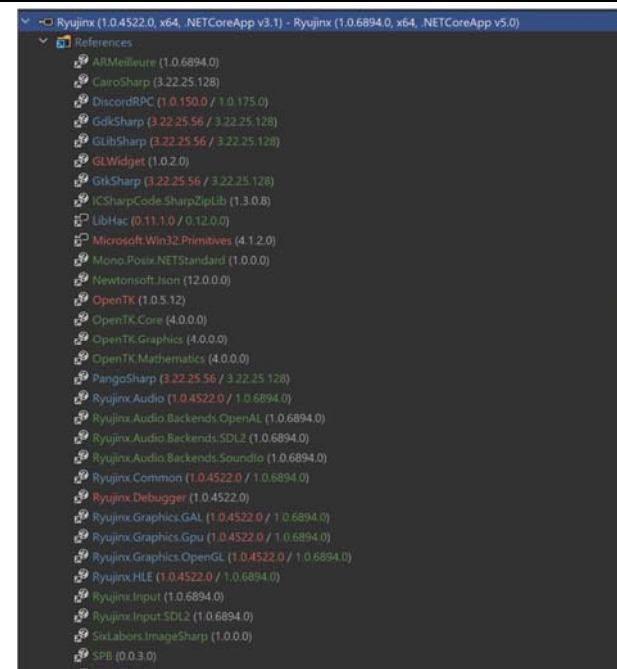 Ryujinx (1.0.4522.0, x64, .NETCoreApp v3.1) - Ryujinx (1.0.6894.0, x64, .NETCoreApp v5.0)
References
ARMeilleure (1.0.6894.0)
CairoSharp (3.22.25.128)
DiscordRPC (1.0.150.0 / 1.0.175.0)
GdkSharp (3.22.25.56 / 3.22.25.128)
GLibSharp (3.22.25.56 / 3.22.25.128)
GLWidget (1.0.2.0)
GtkSharp (3.22.25.56 / 3.22.25.128)
ICSharpCode.SharpZipLib (1.3.0.8)
LibHac (0.11.1.0 / 0.12.0.0)
Microsoft.Win32.Primitives (4.1.2.0)
Mono.Posix.NETStandard (1.0.0.0)
Newtonsoft.Json (12.0.0.0)
OpenTK (1.0.5.12)
OpenTK.Core (4.0.0.0)
OpenTK.Graphics (4.0.0.0)
OpenTK.Mathematics (4.0.0.0)
PangoSharp (3.22.25.56 / 3.22.25.128)
Ryujinx.Audio (1.0.4522.0 / 1.0.6894.0)
Ryujinx.Audio.Backends.OpenAL (1.0.6894.0)
Ryujinx.Audio.Backends.SDL2 (1.0.6894.0)
Ryujinx.Audio.Backends.SoundIo (1.0.6894.0)
Ryujinx.Common (1.0.4522.0 / 1.0.6894.0)
Ryujinx.Debugger (1.0.4522.0)
Ryujinx.Graphics.GAL (1.0.4522.0 / 1.0.6894.0)
Ryujinx.Graphics.Gpu (1.0.4522.0 / 1.0.6894.0)
Ryujinx.Graphics.OpenGL (1.0.4522.0 / 1.0.6894.0)
Ryujinx.HLE (1.0.4522.0 / 1.0.6894.0)
Ryujinx.Input (1.0.6894.0)
Ryujinx.Input.SDL2 (1.0.6894.0)
SixLabors.ImageSharp (1.0.0.0)
SPB (0.0.3.0)